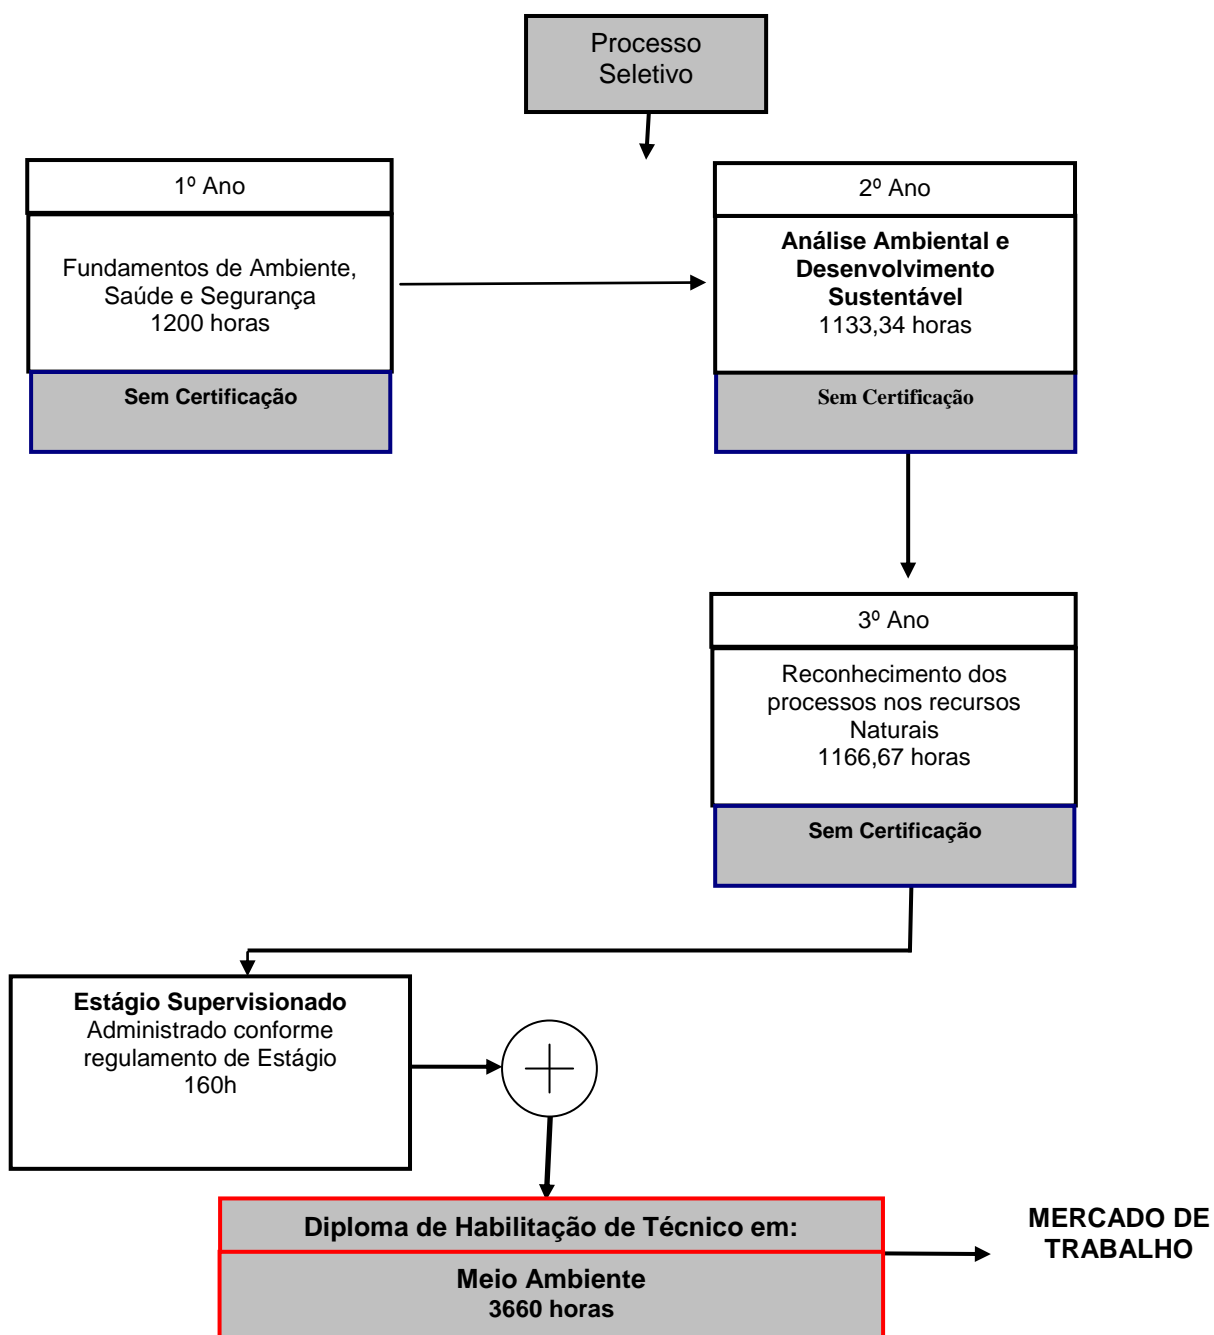 Processo
Seletivo
1º Ano
Fundamentos de Ambiente,
Saúde e Segurança
1200 horas
Sem Certificação
2º Ano
Análise Ambiental e
Desenvolvimento
Sustentável
1133,34 horas
Sem Certificação
3º Ano
Reconhecimento dos
processos nos recursos
Naturais
1166,67 horas
Sem Certificação
Estágio Supervisionado
Administrado conforme
regulamento de Estágio
160h
Diploma de Habilitação de Técnico em:
Meio Ambiente
3660 horas
MERCADO DE
TRABALHO